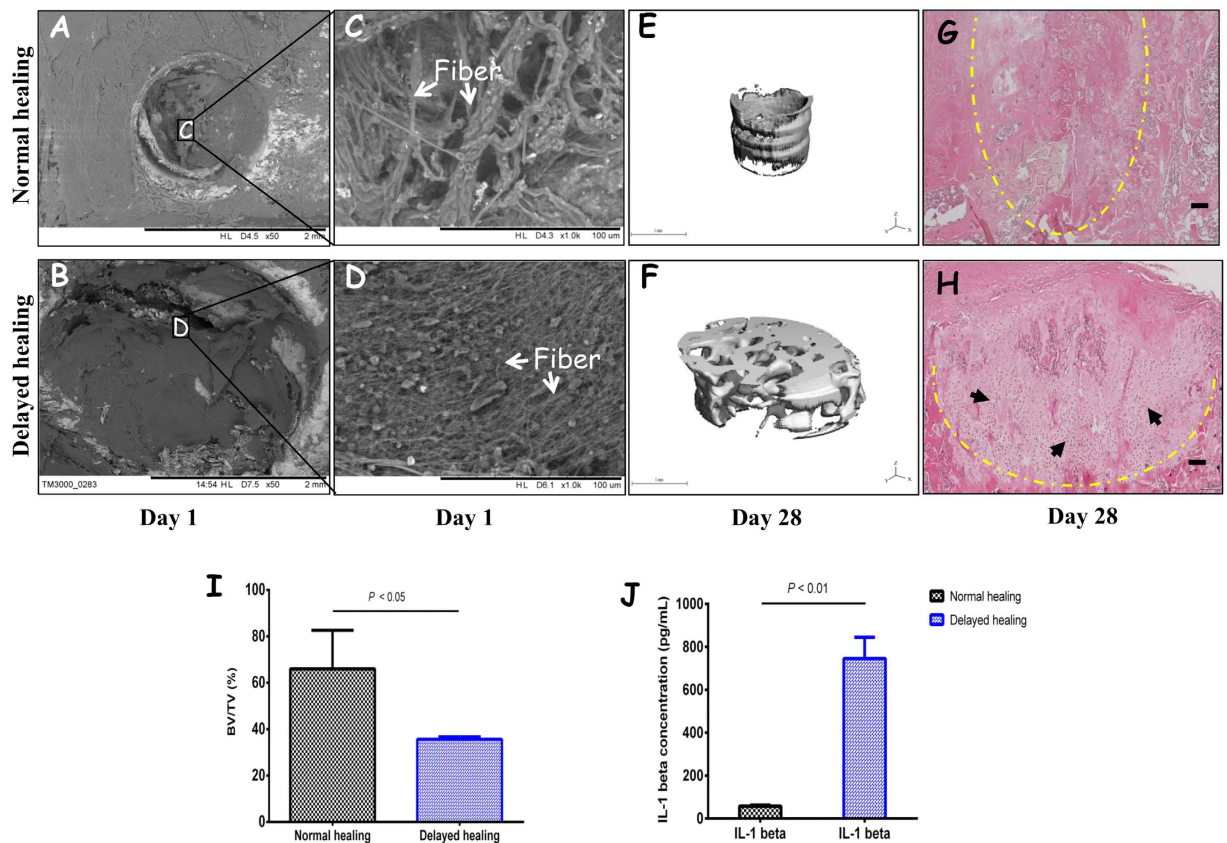 Normal healing
A
C
HL D4.5 x50 2 mm
C
Fiber
HL D4.3 x1.0k 100 um
E
1 mm
Z
Y X
G
Delayed healing
B
D
TM3000_0283 14:54 HL D7.5 x50 2 mm
D
Fiber
HL D6.1 x1.0k 100 um
F
1 mm
Z
Y X
H
Day 1
Day 1
Day 28
Day 28
I
BV/TV (%)
100
80
60
40
20
0
P < 0.05
Normal healing
Delayed healing
J
IL-1 beta concentration (pg/mL)
1000
800
600
400
200
0
P < 0.01
IL-1 beta
IL-1 beta
Normal healing
Delayed healing